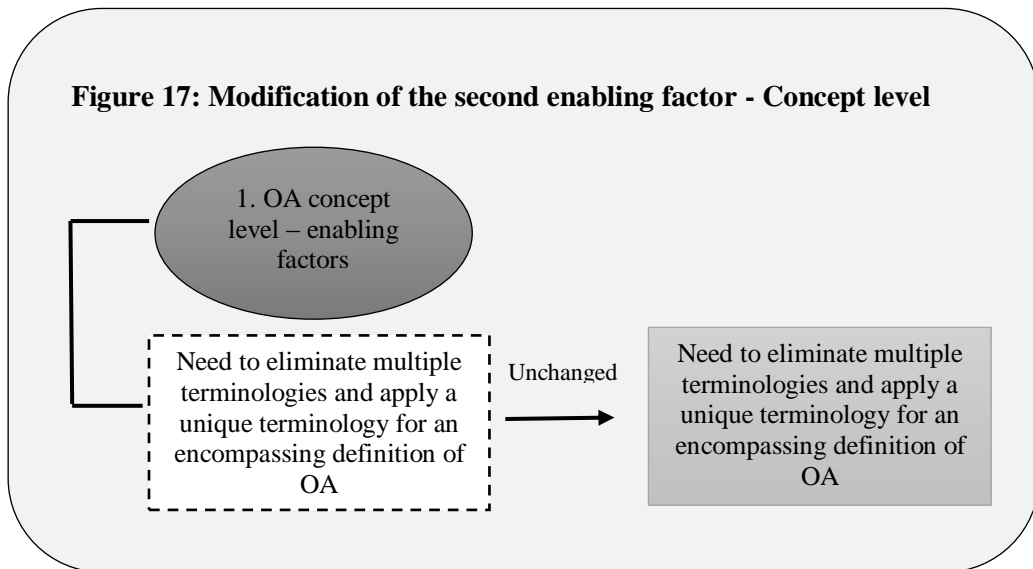 Figure 17: Modification of the second enabling factor - Concept level
1. OA concept
level – enabling
factors
Need to eliminate multiple
terminologies and apply a
unique terminology for an
encompassing definition of
OA
Unchanged
Need to eliminate multiple
terminologies and apply a
unique terminology for an
encompassing definition of
OA